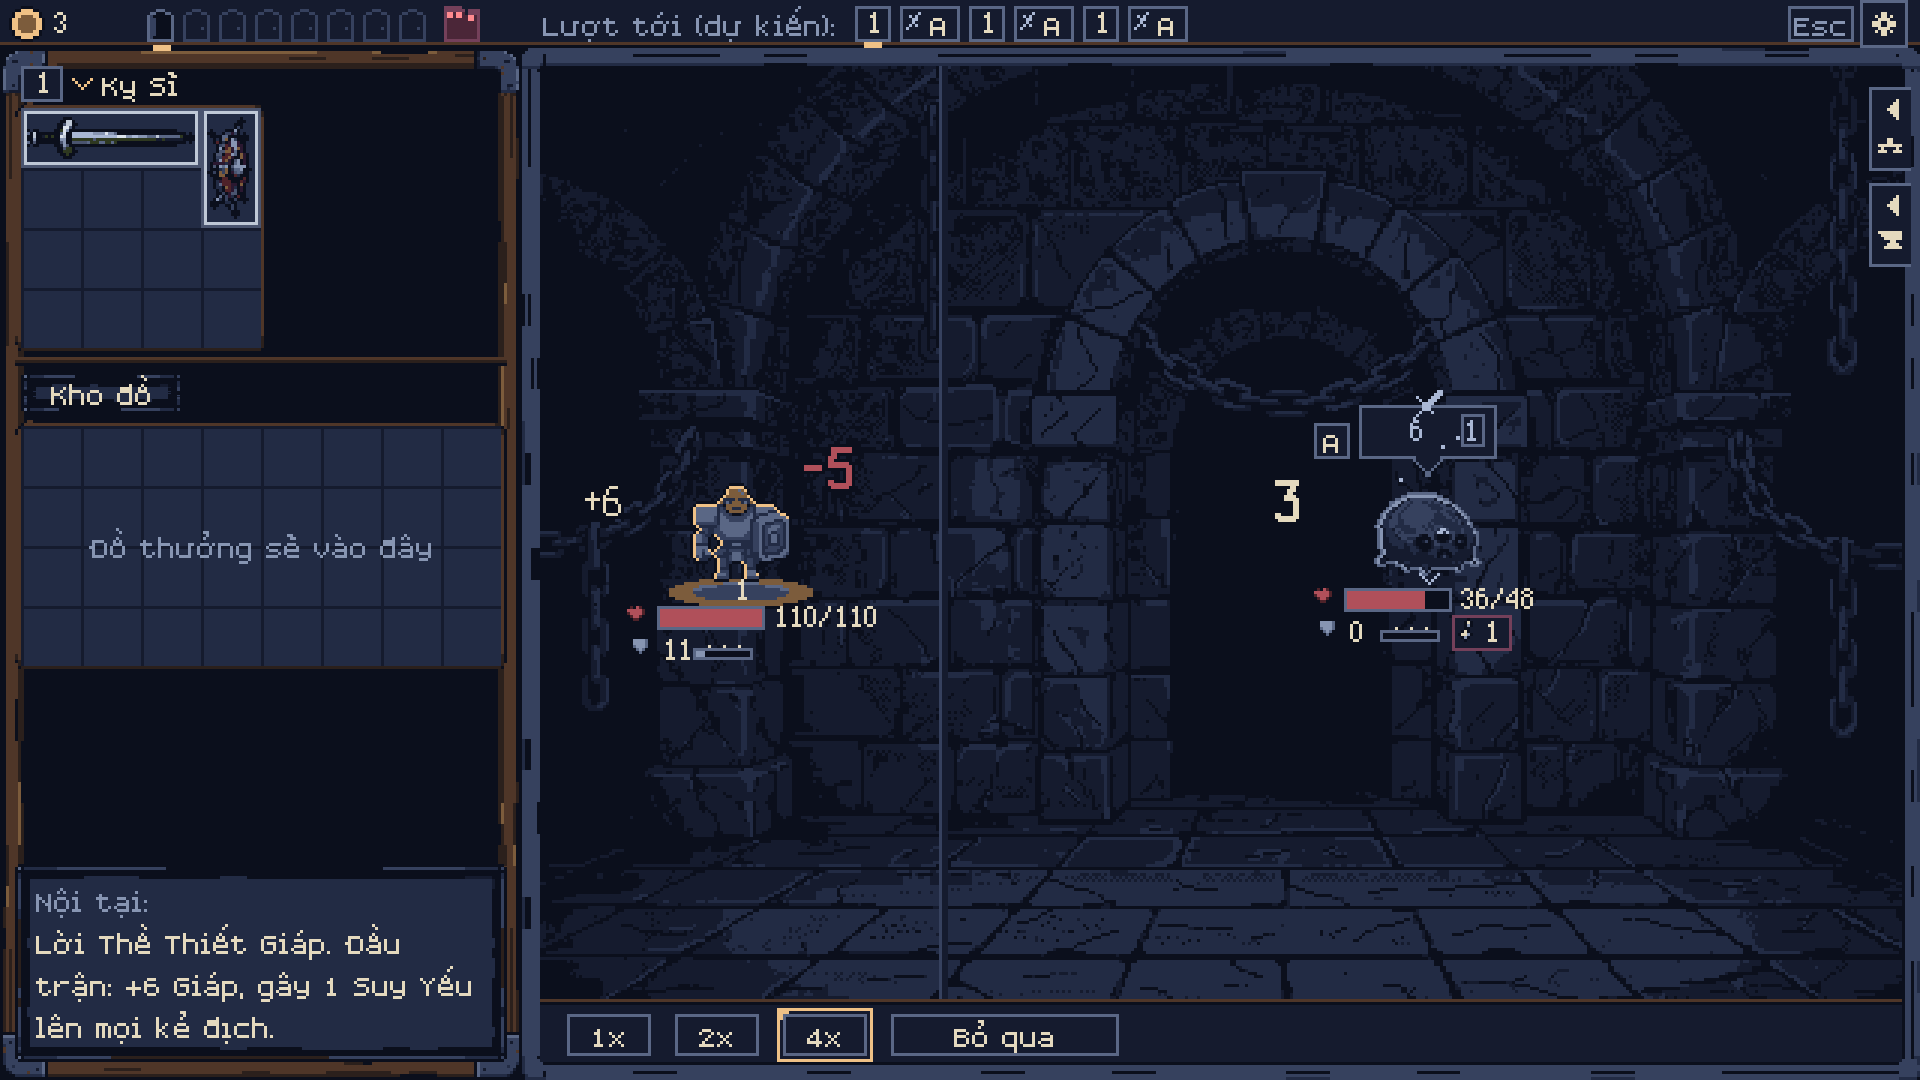 3
Lượt tới (dự kiến): 1 A 1 A 1 A
Esc
1 Kỵ Sĩ
Kho đồ
Đồ thưởng sẽ vào đây
Nội tại:
Lời Thề Thiết Giáp. Đầu
trận: +6 Giáp, gây 1 Suy Yếu
lên mọi kẻ địch.
+6
-5
1
110/110
11
A
6 1
3
36/48
0
1
1x
2x
4x
Bỏ qua